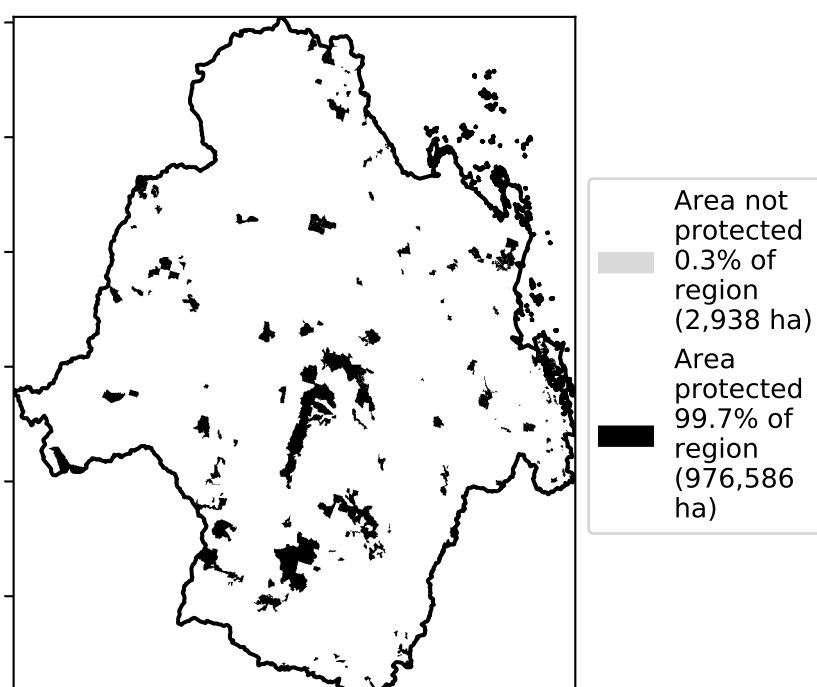 Area not
protected
0.3% of
region
(2,938 ha)
Area
protected
99.7% of
region
(976,586
ha)